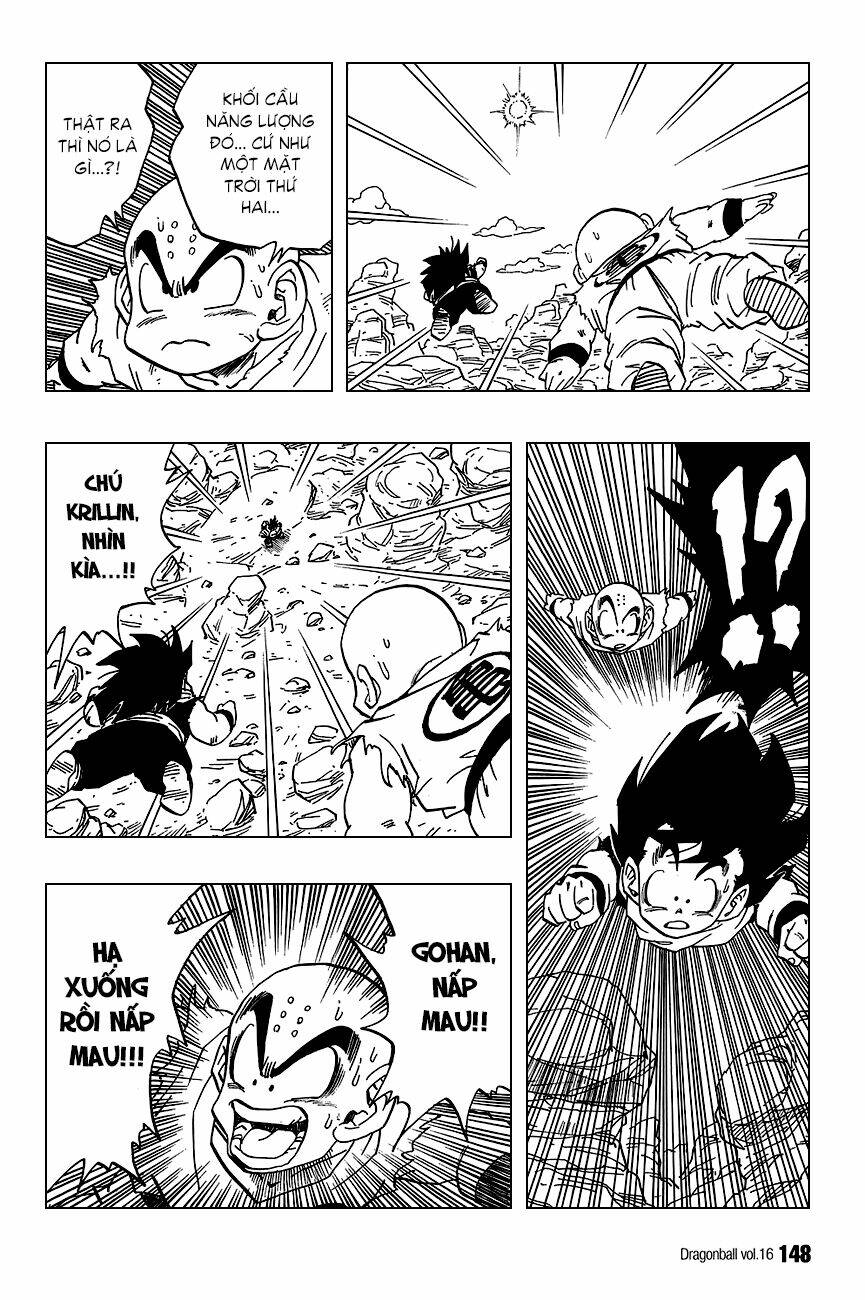 KHỐI CẦU
NĂNG LƯỢNG
ĐÓ... CỨ NHƯ
MỘT MẶT
TRỜI THỨ
HAI...
THẬT RA
THÌ NÓ LÀ
GÌ...?!
!?
CHÚ
KRILLIN,
NHÌN
KÌA...!!
GOHAN,
NẤP
MAU!!
HẠ
XUỐNG
RỒI NẤP
MAU!!!
Dragonball vol.16 148